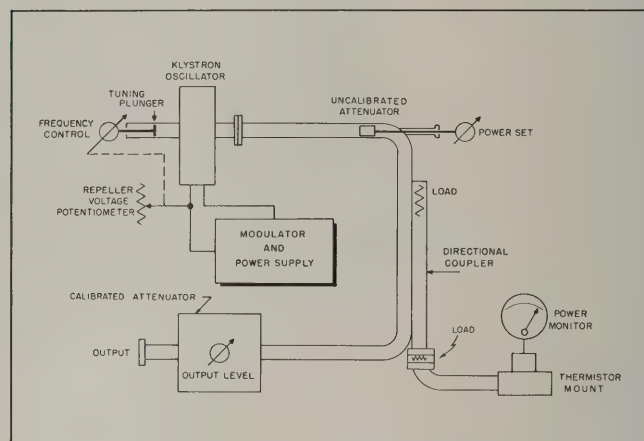 KLYSTRON
OSCILLATOR
TUNING
PLUNGER
FREQUENCY
CONTROL
UNCALIBRATED
ATTENUATOR
POWER SET
REPELLER
VOLTAGE
POTENTIOMETER
LOAD
MODULATOR
AND
POWER SUPPLY
DIRECTIONAL
COUPLER
CALIBRATED ATTENUATOR
POWER
MONITOR
LOAD
OUTPUT
OUTPUT LEVEL
THERMISTOR
MOUNT